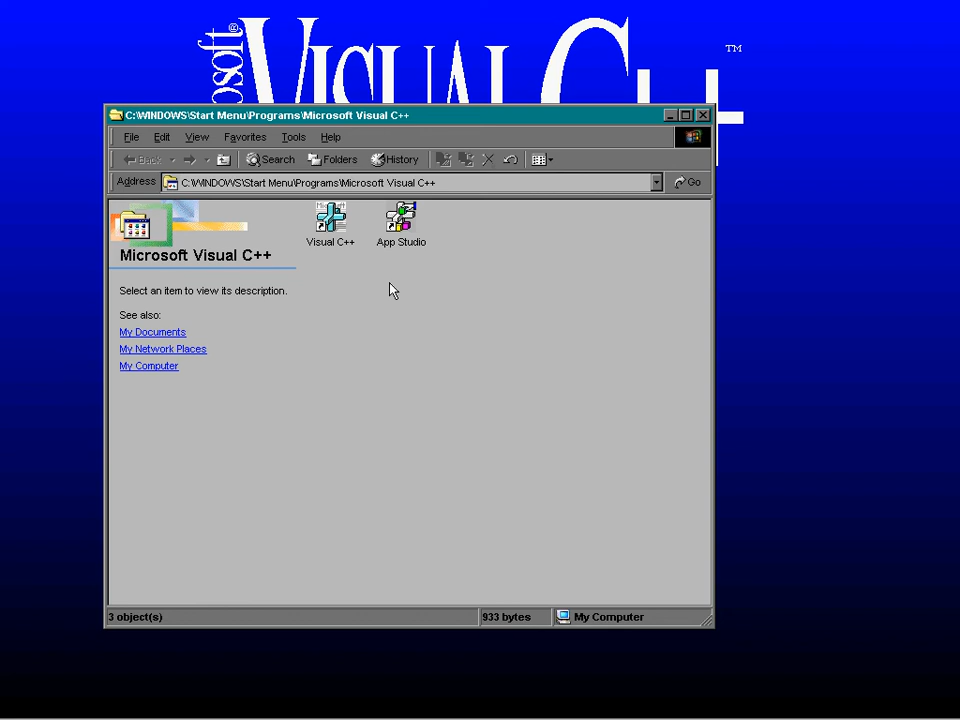 osoft®
VISUAL C++ ™
C:\WINDOWS\Start Menu\Programs\Microsoft Visual C++
File Edit View Favorites Tools Help
Back Search Folders History
Address C:\WINDOWS\Start Menu\Programs\Microsoft Visual C++ Go
Microsoft
Visual C++ App Studio
Microsoft Visual C++
Select an item to view its description.
See also:
My Documents
My Network Places
My Computer
3 object(s) 933 bytes My Computer